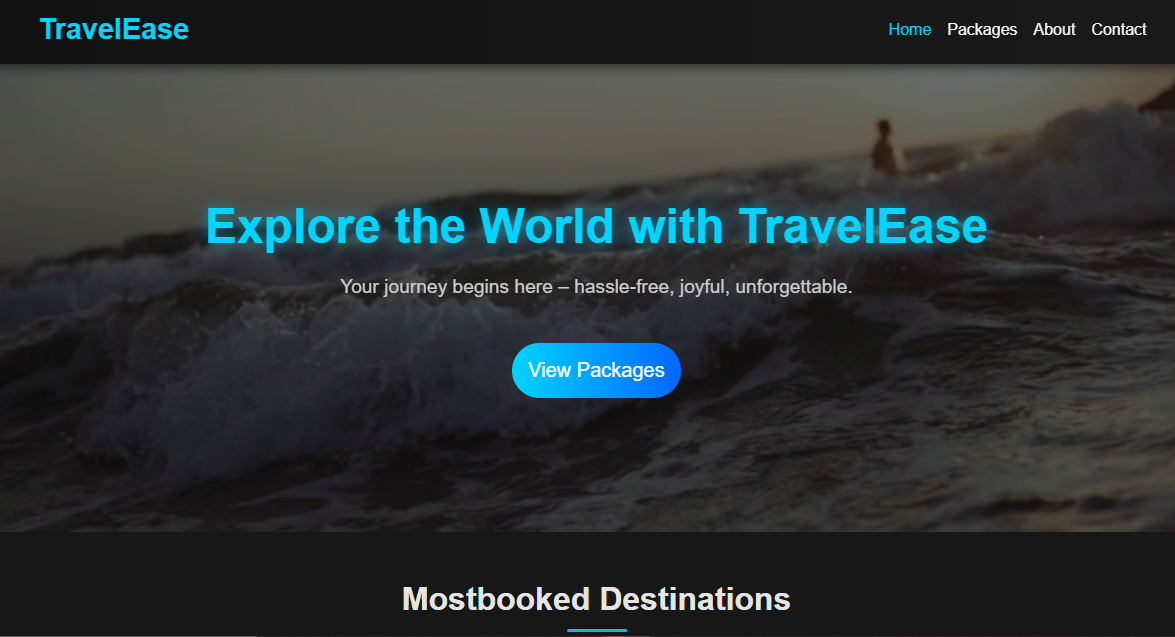 TravelEase
Home Packages About Contact
Explore the World with TravelEase
Your journey begins here – hassle-free, joyful, unforgettable.
View Packages
Mostbooked Destinations